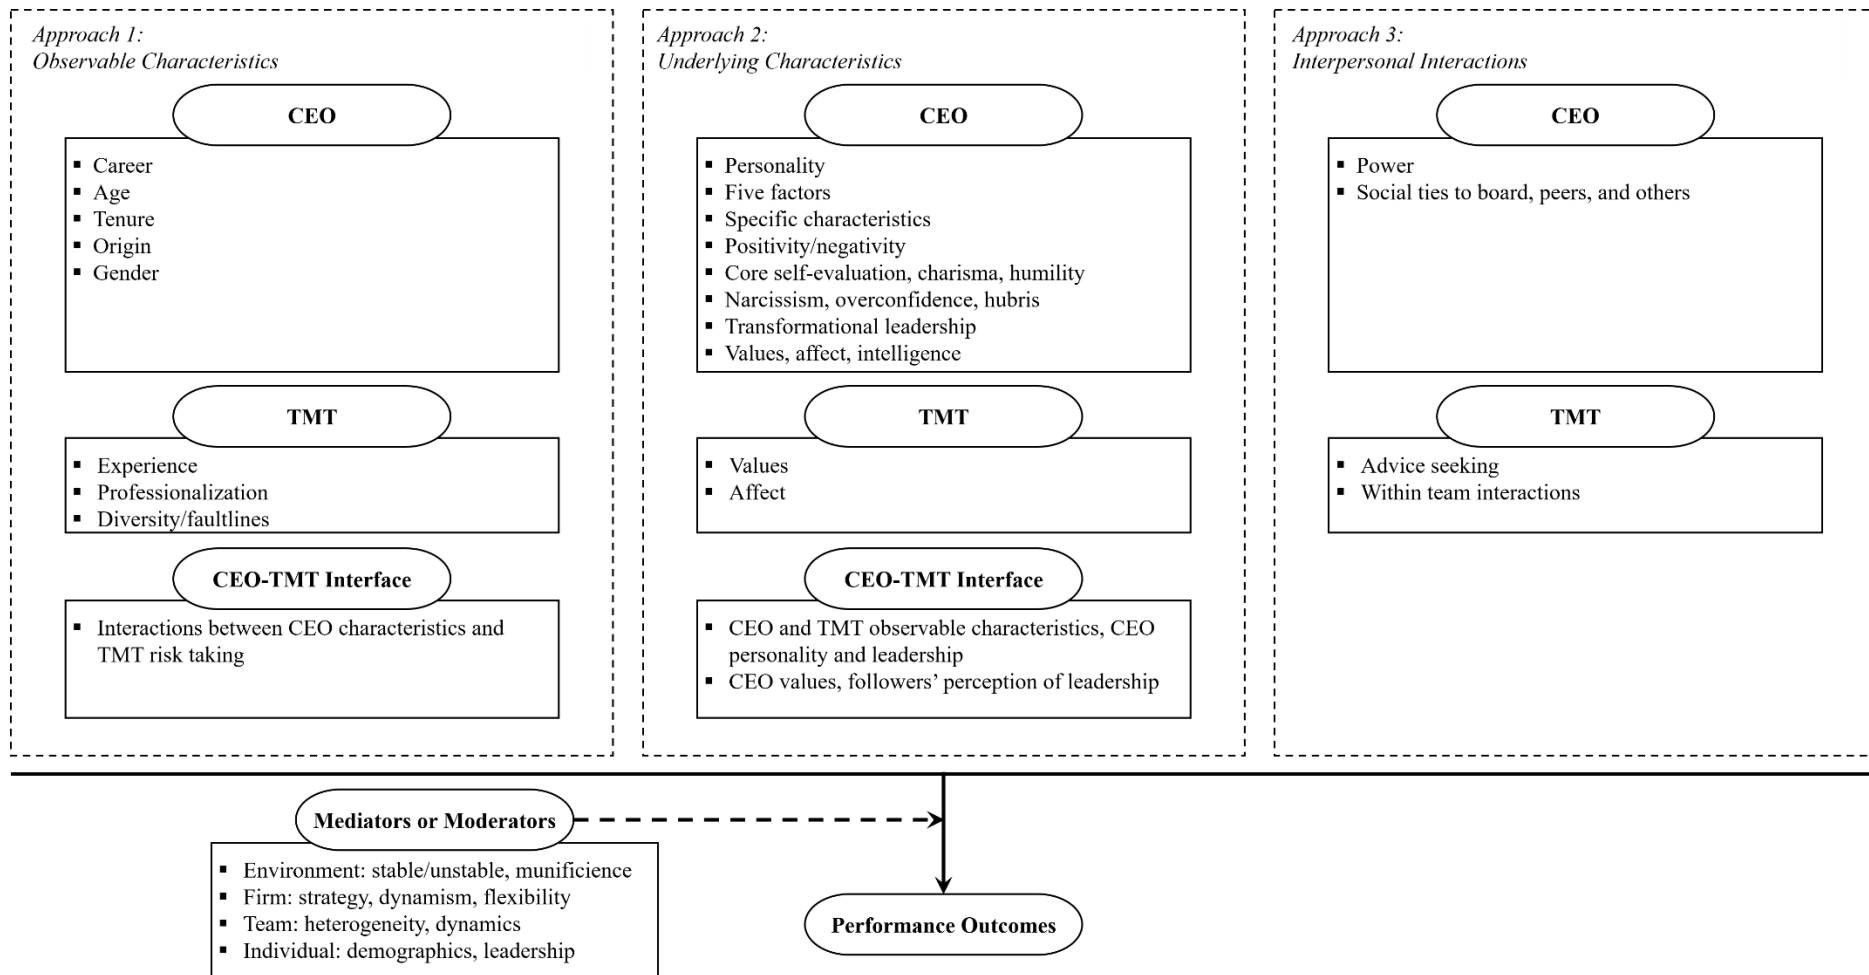 Approach 1:
Observable Characteristics
CEO
▪ Career
▪ Age
▪ Tenure
▪ Origin
▪ Gender
TMT
▪ Experience
▪ Professionalization
▪ Diversity/faultlines
CEO-TMT Interface
▪ Interactions between CEO characteristics and
TMT risk taking
Approach 2:
Underlying Characteristics
CEO
▪ Personality
▪ Five factors
▪ Specific characteristics
▪ Positivity/negativity
▪ Core self-evaluation, charisma, humility
▪ Narcissism, overconfidence, hubris
▪ Transformational leadership
▪ Values, affect, intelligence
TMT
▪ Values
▪ Affect
CEO-TMT Interface
▪ CEO and TMT observable characteristics, CEO
personality and leadership
▪ CEO values, followers’ perception of leadership
Approach 3:
Interpersonal Interactions
CEO
▪ Power
▪ Social ties to board, peers, and others
TMT
▪ Advice seeking
▪ Within team interactions
Mediators or Moderators
▪ Environment: stable/unstable, munificience
▪ Firm: strategy, dynamism, flexibility
▪ Team: heterogeneity, dynamics
▪ Individual: demographics, leadership
Performance Outcomes